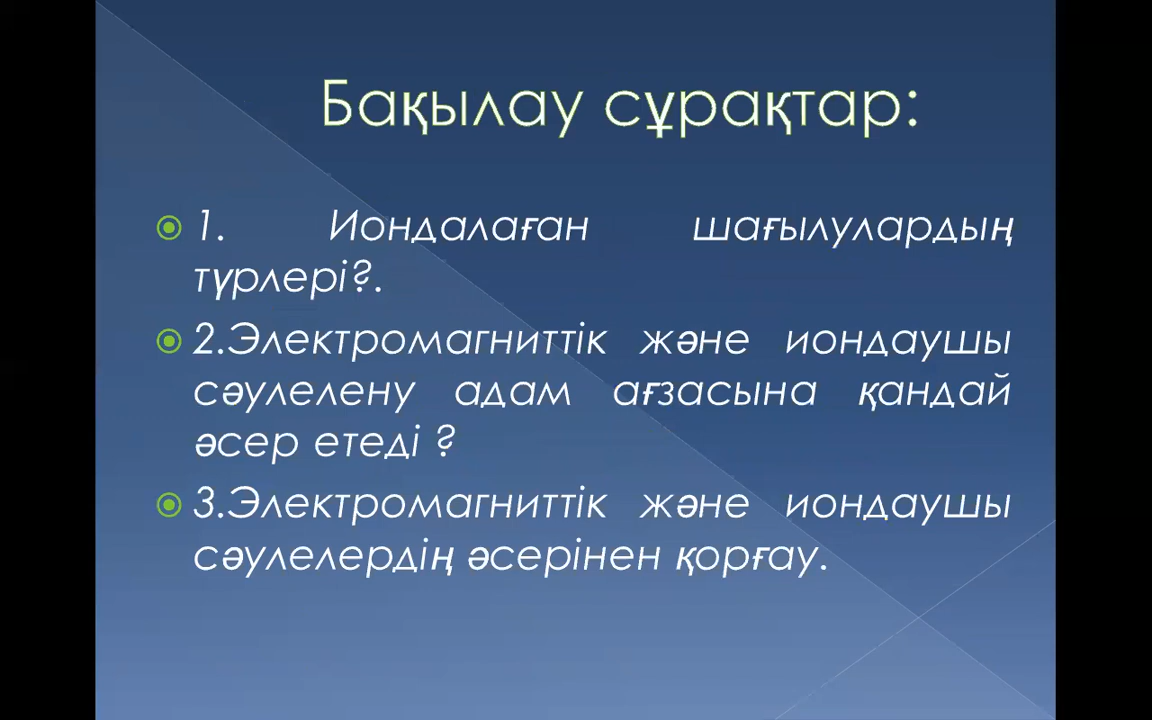 Бақылау сұрақтар:
1. Иондалаған шағылулардың
түрлері?.
2.Электромагниттік және иондаушы
сәулелену адам ағзасына қандай
әсер етеді ?
3.Электромагниттік және иондаушы
сәулелердің әсерінен қорғау.